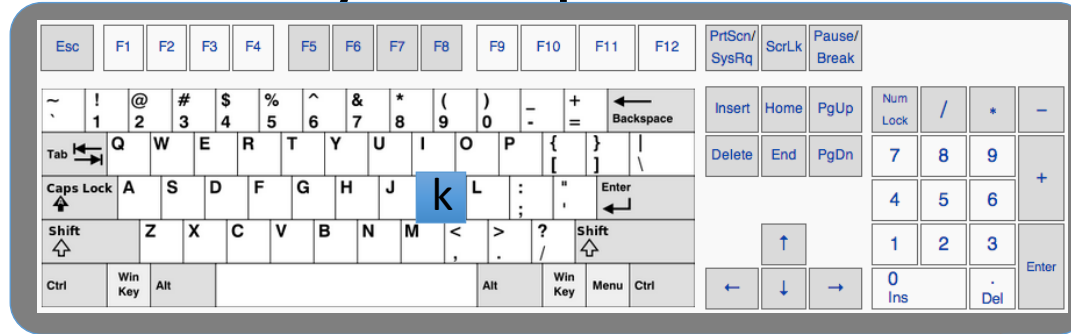 Esc F1 F2 F3 F4 F5 F6 F7 F8 F9 F10 F11 F12 PrtScn/ SysRq ScrLk Pause/ Break
~ ` ! 1 @ 2 # 3 $ 4 % 5 ^ 6 & 7 * 8 ( 9 ) 0 _ - + = Backspace Insert Home PgUp Num Lock / * −
Tab Q W E R T Y U I O P { [ } ] | \ Delete End PgDn 7 8 9 +
Caps Lock A S D F G H J k L : ; " ' Enter 4 5 6
Shift Z X C V B N M < , > . ? / Shift ↑ 1 2 3 Enter
Ctrl Win Key Alt Alt Win Key Menu Ctrl ← ↓ → 0 Ins . Del